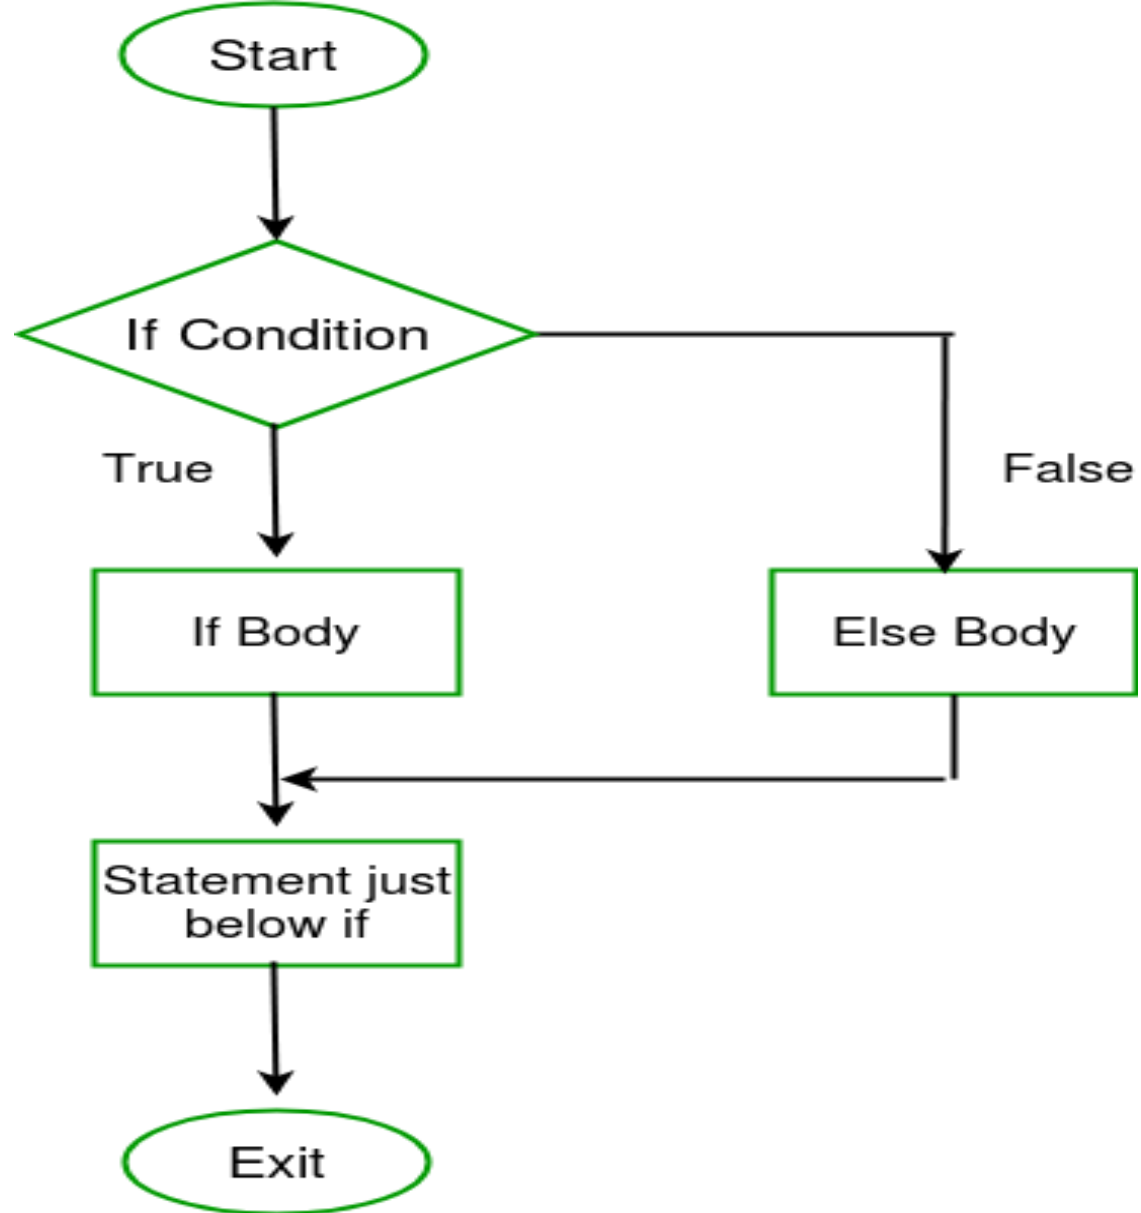 Start
If Condition
True
False
If Body
Else Body
Statement just
below if
Exit